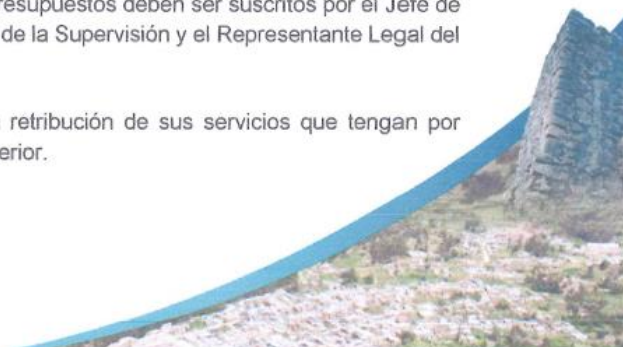 resupuestos deben ser suscritos por el Jefe de
de la Supervisión y el Representante Legal del
retribución de sus servicios que tengan por
erior.